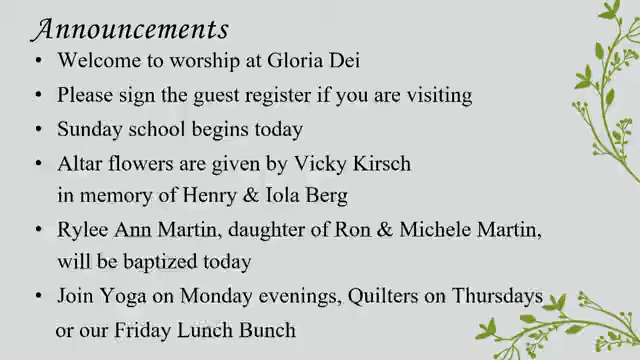 Announcements
• Welcome to worship at Gloria Dei
• Please sign the guest register if you are visiting
• Sunday school begins today
• Altar flowers are given by Vicky Kirsch
in memory of Henry & Iola Berg
• Rylee Ann Martin, daughter of Ron & Michele Martin,
will be baptized today
• Join Yoga on Monday evenings, Quilters on Thursdays
or our Friday Lunch Bunch